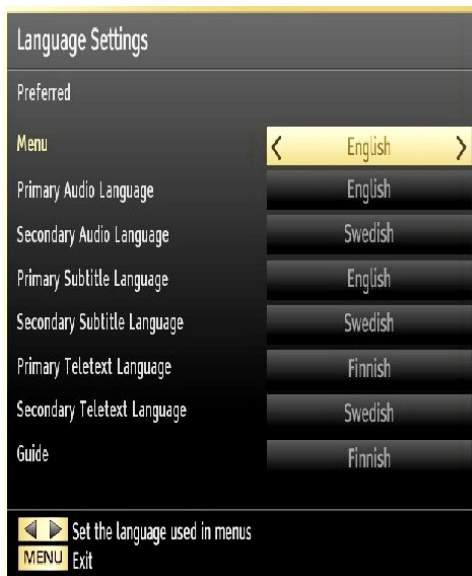 Language Settings
Preferred
Menu < English >
Primary Audio Language English
Secondary Audio Language Swedish
Primary Subtitle Language English
Secondary Subtitle Language Swedish
Primary Teletext Language Finnish
Secondary Teletext Language Swedish
Guide Finnish
Set the language used in menus
MENU Exit